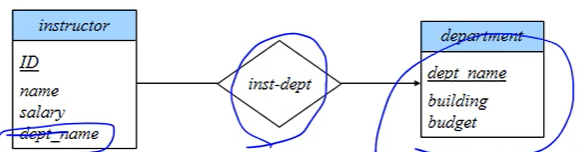 instructor
ID
name
salary
dept_name
inst-dept
department
dept_name
building
budget